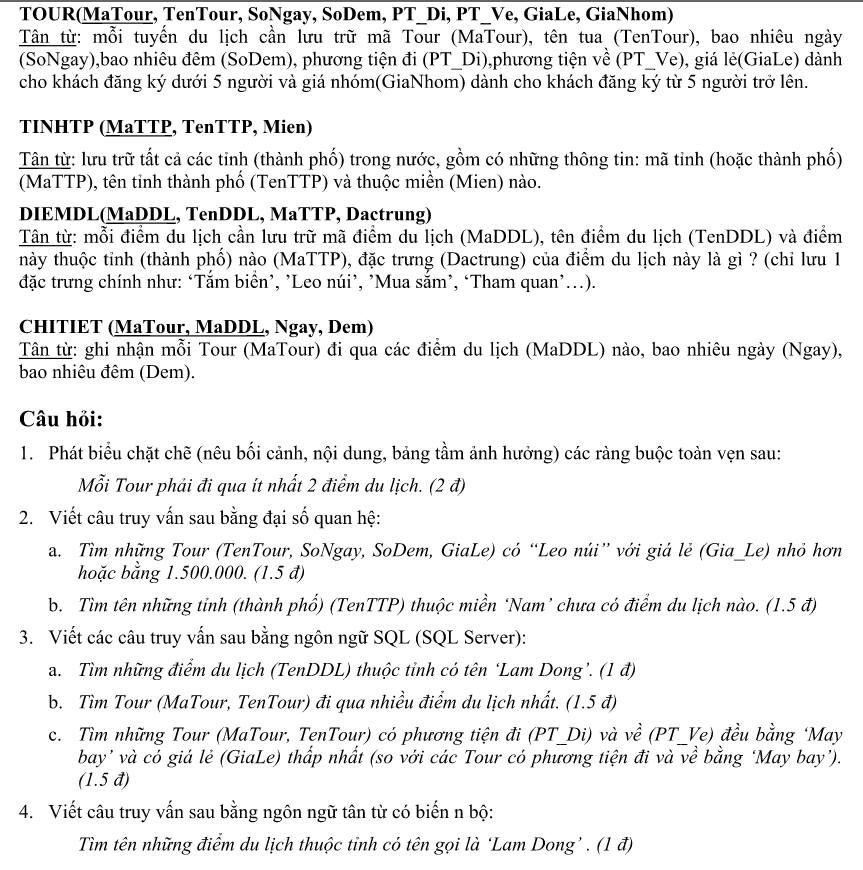 TOUR(MaTour, TenTour, SoNgay, SoDem, PT_Di, PT_Ve, GiaLe, GiaNhom)
Tân từ: mỗi tuyến du lịch cần lưu trữ mã Tour (MaTour), tên tua (TenTour), bao nhiêu ngày
(SoNgay),bao nhiêu đêm (SoDem), phương tiện đi (PT_Di),phương tiện về (PT_Ve), giá lẻ(GiaLe) dành
cho khách đăng ký dưới 5 người và giá nhóm(GiaNhom) dành cho khách đăng ký từ 5 người trở lên.
TINHTP (MaTTP, TenTTP, Mien)
Tân từ: lưu trữ tất cả các tỉnh (thành phố) trong nước, gồm có những thông tin: mã tỉnh (hoặc thành phố)
(MaTTP), tên tỉnh thành phố (TenTTP) và thuộc miền (Mien) nào.
DIEMDL(MaDDL, TenDDL, MaTTP, Dactrung)
Tân từ: mỗi điểm du lịch cần lưu trữ mã điểm du lịch (MaDDL), tên điểm du lịch (TenDDL) và điểm
này thuộc tỉnh (thành phố) nào (MaTTP), đặc trưng (Dactrung) của điểm du lịch này là gì ? (chỉ lưu 1
đặc trưng chính như: ‘Tắm biển’, ’Leo núi’, ’Mua sắm’, ‘Tham quan’…).
CHITIET (MaTour, MaDDL, Ngay, Dem)
Tân từ: ghi nhận mỗi Tour (MaTour) đi qua các điểm du lịch (MaDDL) nào, bao nhiêu ngày (Ngay),
bao nhiêu đêm (Dem).
Câu hỏi:
1. Phát biểu chặt chẽ (nêu bối cảnh, nội dung, bảng tầm ảnh hưởng) các ràng buộc toàn vẹn sau:
Mỗi Tour phải đi qua ít nhất 2 điểm du lịch. (2 đ)
2. Viết câu truy vấn sau bằng đại số quan hệ:
a. Tìm những Tour (TenTour, SoNgay, SoDem, GiaLe) có “Leo núi” với giá lẻ (Gia_Le) nhỏ hơn
hoặc bằng 1.500.000. (1.5 đ)
b. Tìm tên những tỉnh (thành phố) (TenTTP) thuộc miền ‘Nam’ chưa có điểm du lịch nào. (1.5 đ)
3. Viết các câu truy vấn sau bằng ngôn ngữ SQL (SQL Server):
a. Tìm những điểm du lịch (TenDDL) thuộc tỉnh có tên ‘Lam Dong’. (1 đ)
b. Tìm Tour (MaTour, TenTour) đi qua nhiều điểm du lịch nhất. (1.5 đ)
c. Tìm những Tour (MaTour, TenTour) có phương tiện đi (PT_Di) và về (PT_Ve) đều bằng ‘May
bay’ và có giá lẻ (GiaLe) thấp nhất (so với các Tour có phương tiện đi và về bằng ‘May bay’).
(1.5 đ)
4. Viết câu truy vấn sau bằng ngôn ngữ tân từ có biến n bộ:
Tìm tên những điểm du lịch thuộc tỉnh có tên gọi là ‘Lam Dong’ . (1 đ)